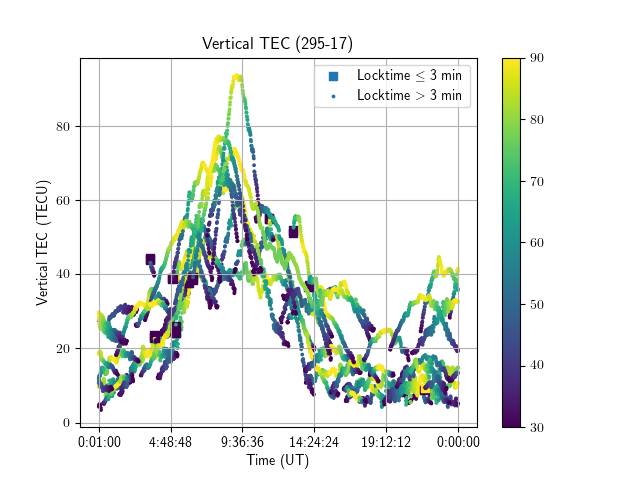 Vertical TEC (295-17)
Locktime ≤ 3 min
Locktime > 3 min
Vertical TEC (TECU)
80
60
40
20
0
0:01:00 4:48:48 9:36:36 14:24:24 19:12:12 0:00:00
Time (UT)
90
80
70
60
50
40
30